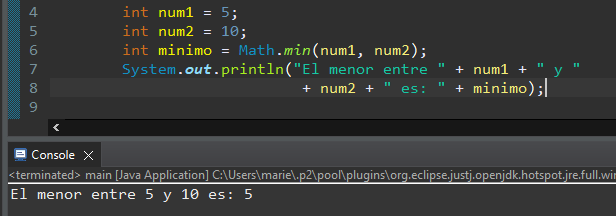 4 int num1 = 5;
5 int num2 = 10;
6 int minimo = Math.min(num1, num2);
7 System.out.println("El menor entre " + num1 + " y "
8 + num2 + " es: " + minimo);
9
Console
<terminated> main [Java Application] C:\Users\marie\.p2\pool\plugins\org.eclipse.justj.openjdk.hotspot.jre.full.win
El menor entre 5 y 10 es: 5